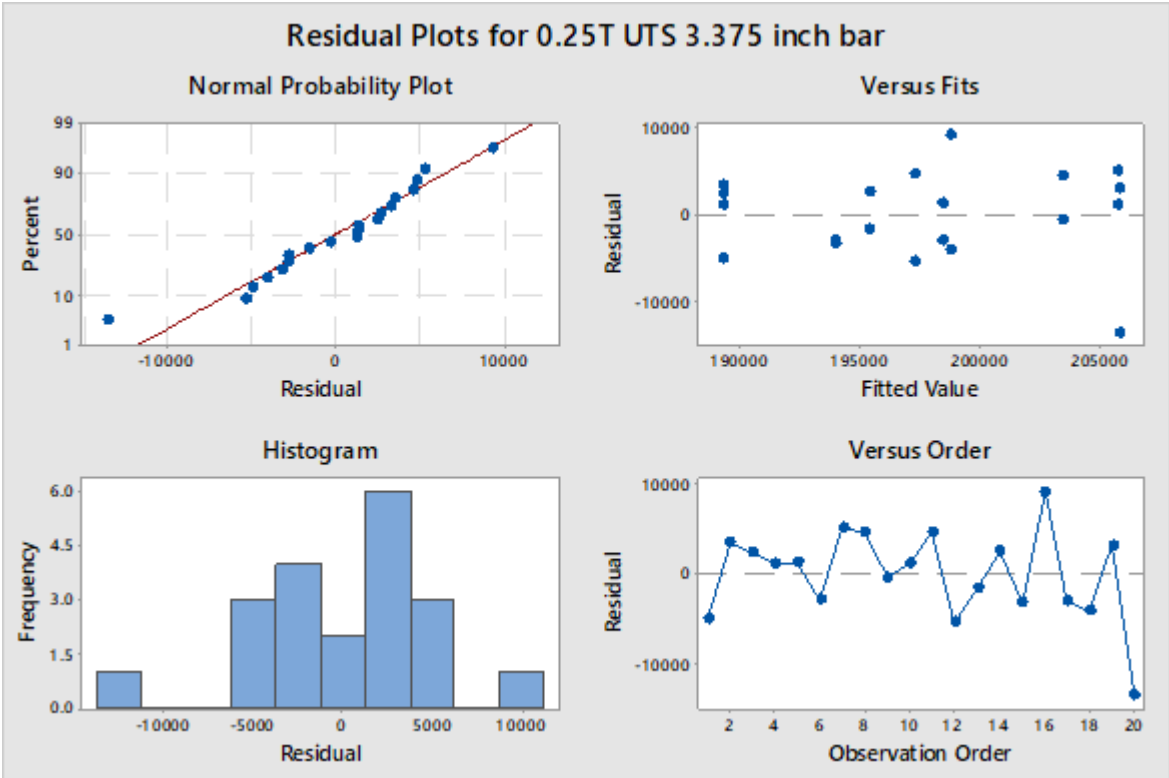 Residual Plots for 0.25T UTS 3.375 inch bar
Normal Probability Plot
99
90
50
10
1
Percent
-10000 0 10000
Residual
Versus Fits
10000
0
-10000
Residual
190000 195000 200000 205000
Fitted Value
Histogram
6.0
4.5
3.0
1.5
0.0
Frequency
-10000 -5000 0 5000 10000
Residual
Versus Order
10000
0
-10000
Residual
2 4 6 8 10 12 14 16 18 20
Observation Order